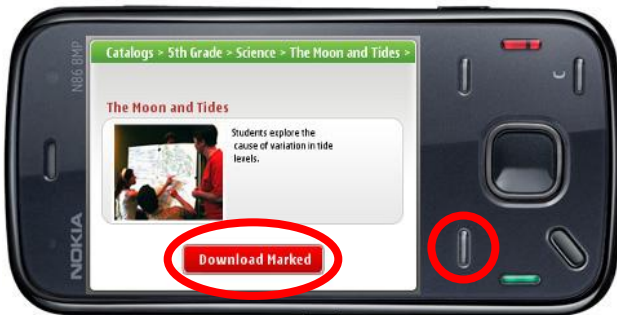 N86 8MP
NOKIA
Catalogs > 5th Grade > Science > The Moon and Tides >
The Moon and Tides
Students explore the
cause of variation in tide
levels.
Download Marked